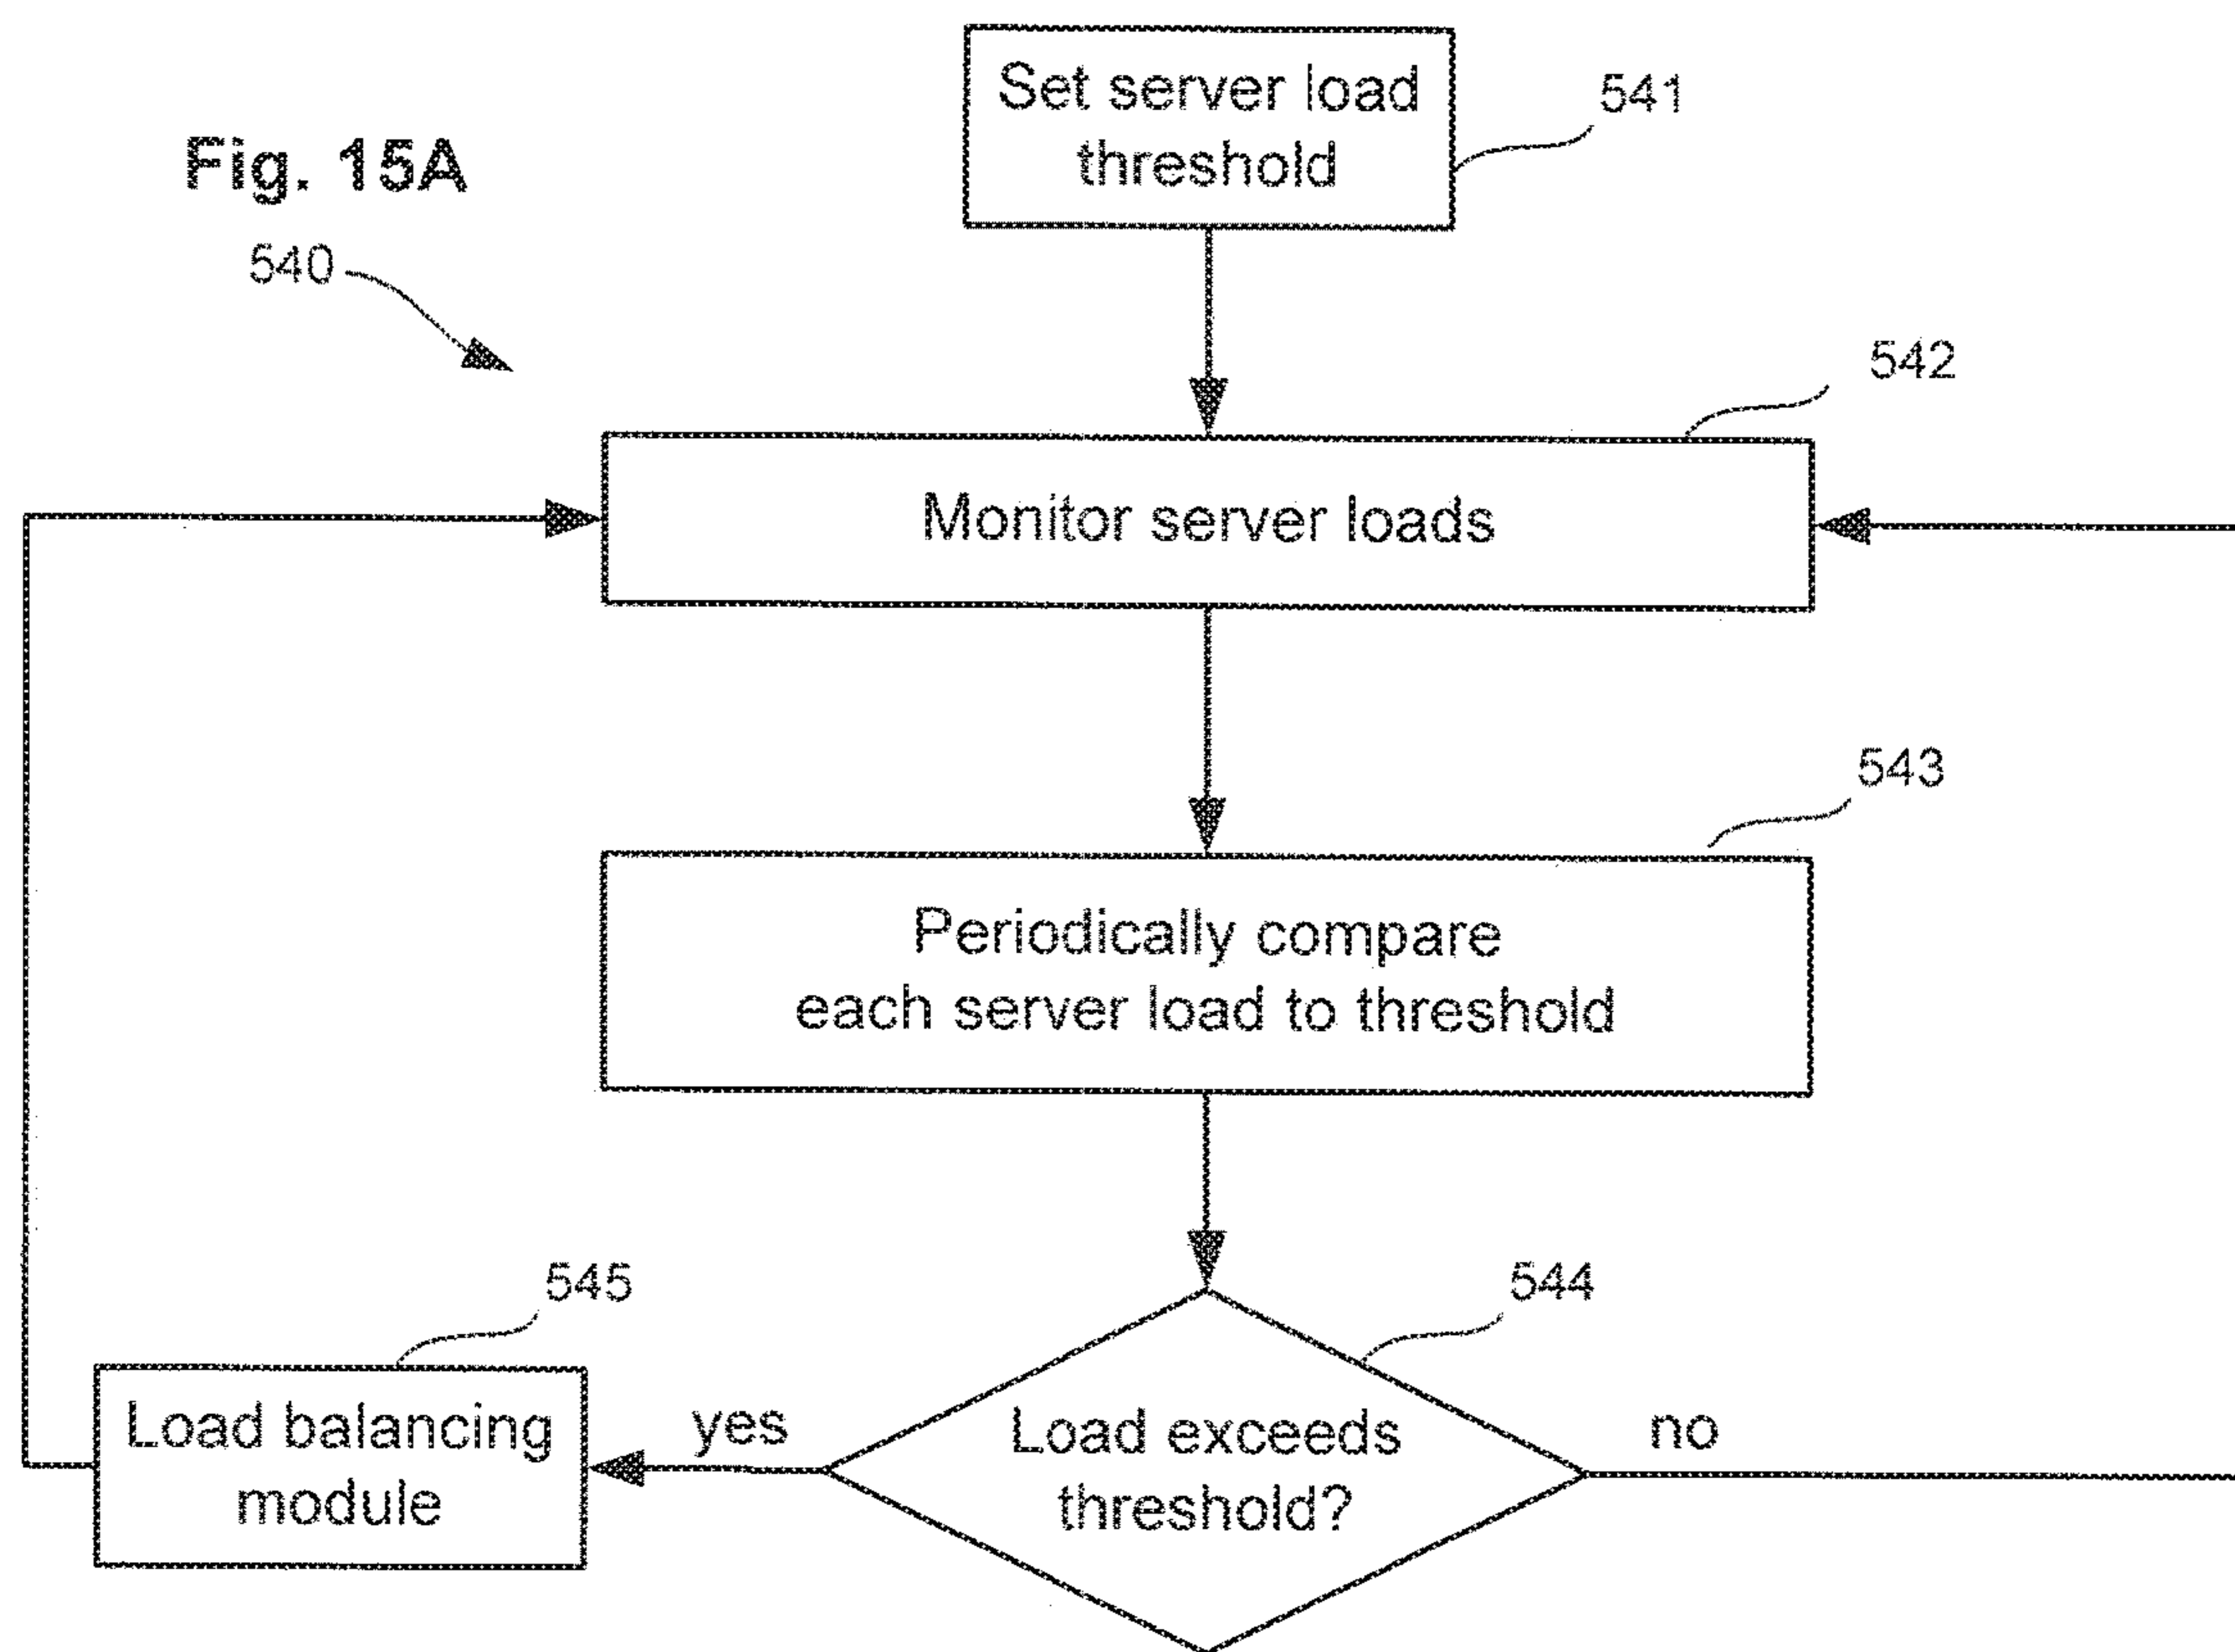 Fig. 15A
540
Set server load
threshold
541
542
Monitor server loads
543
Periodically compare
each server load to threshold
544
Load exceeds
threshold?
yes
no
545
Load balancing
module